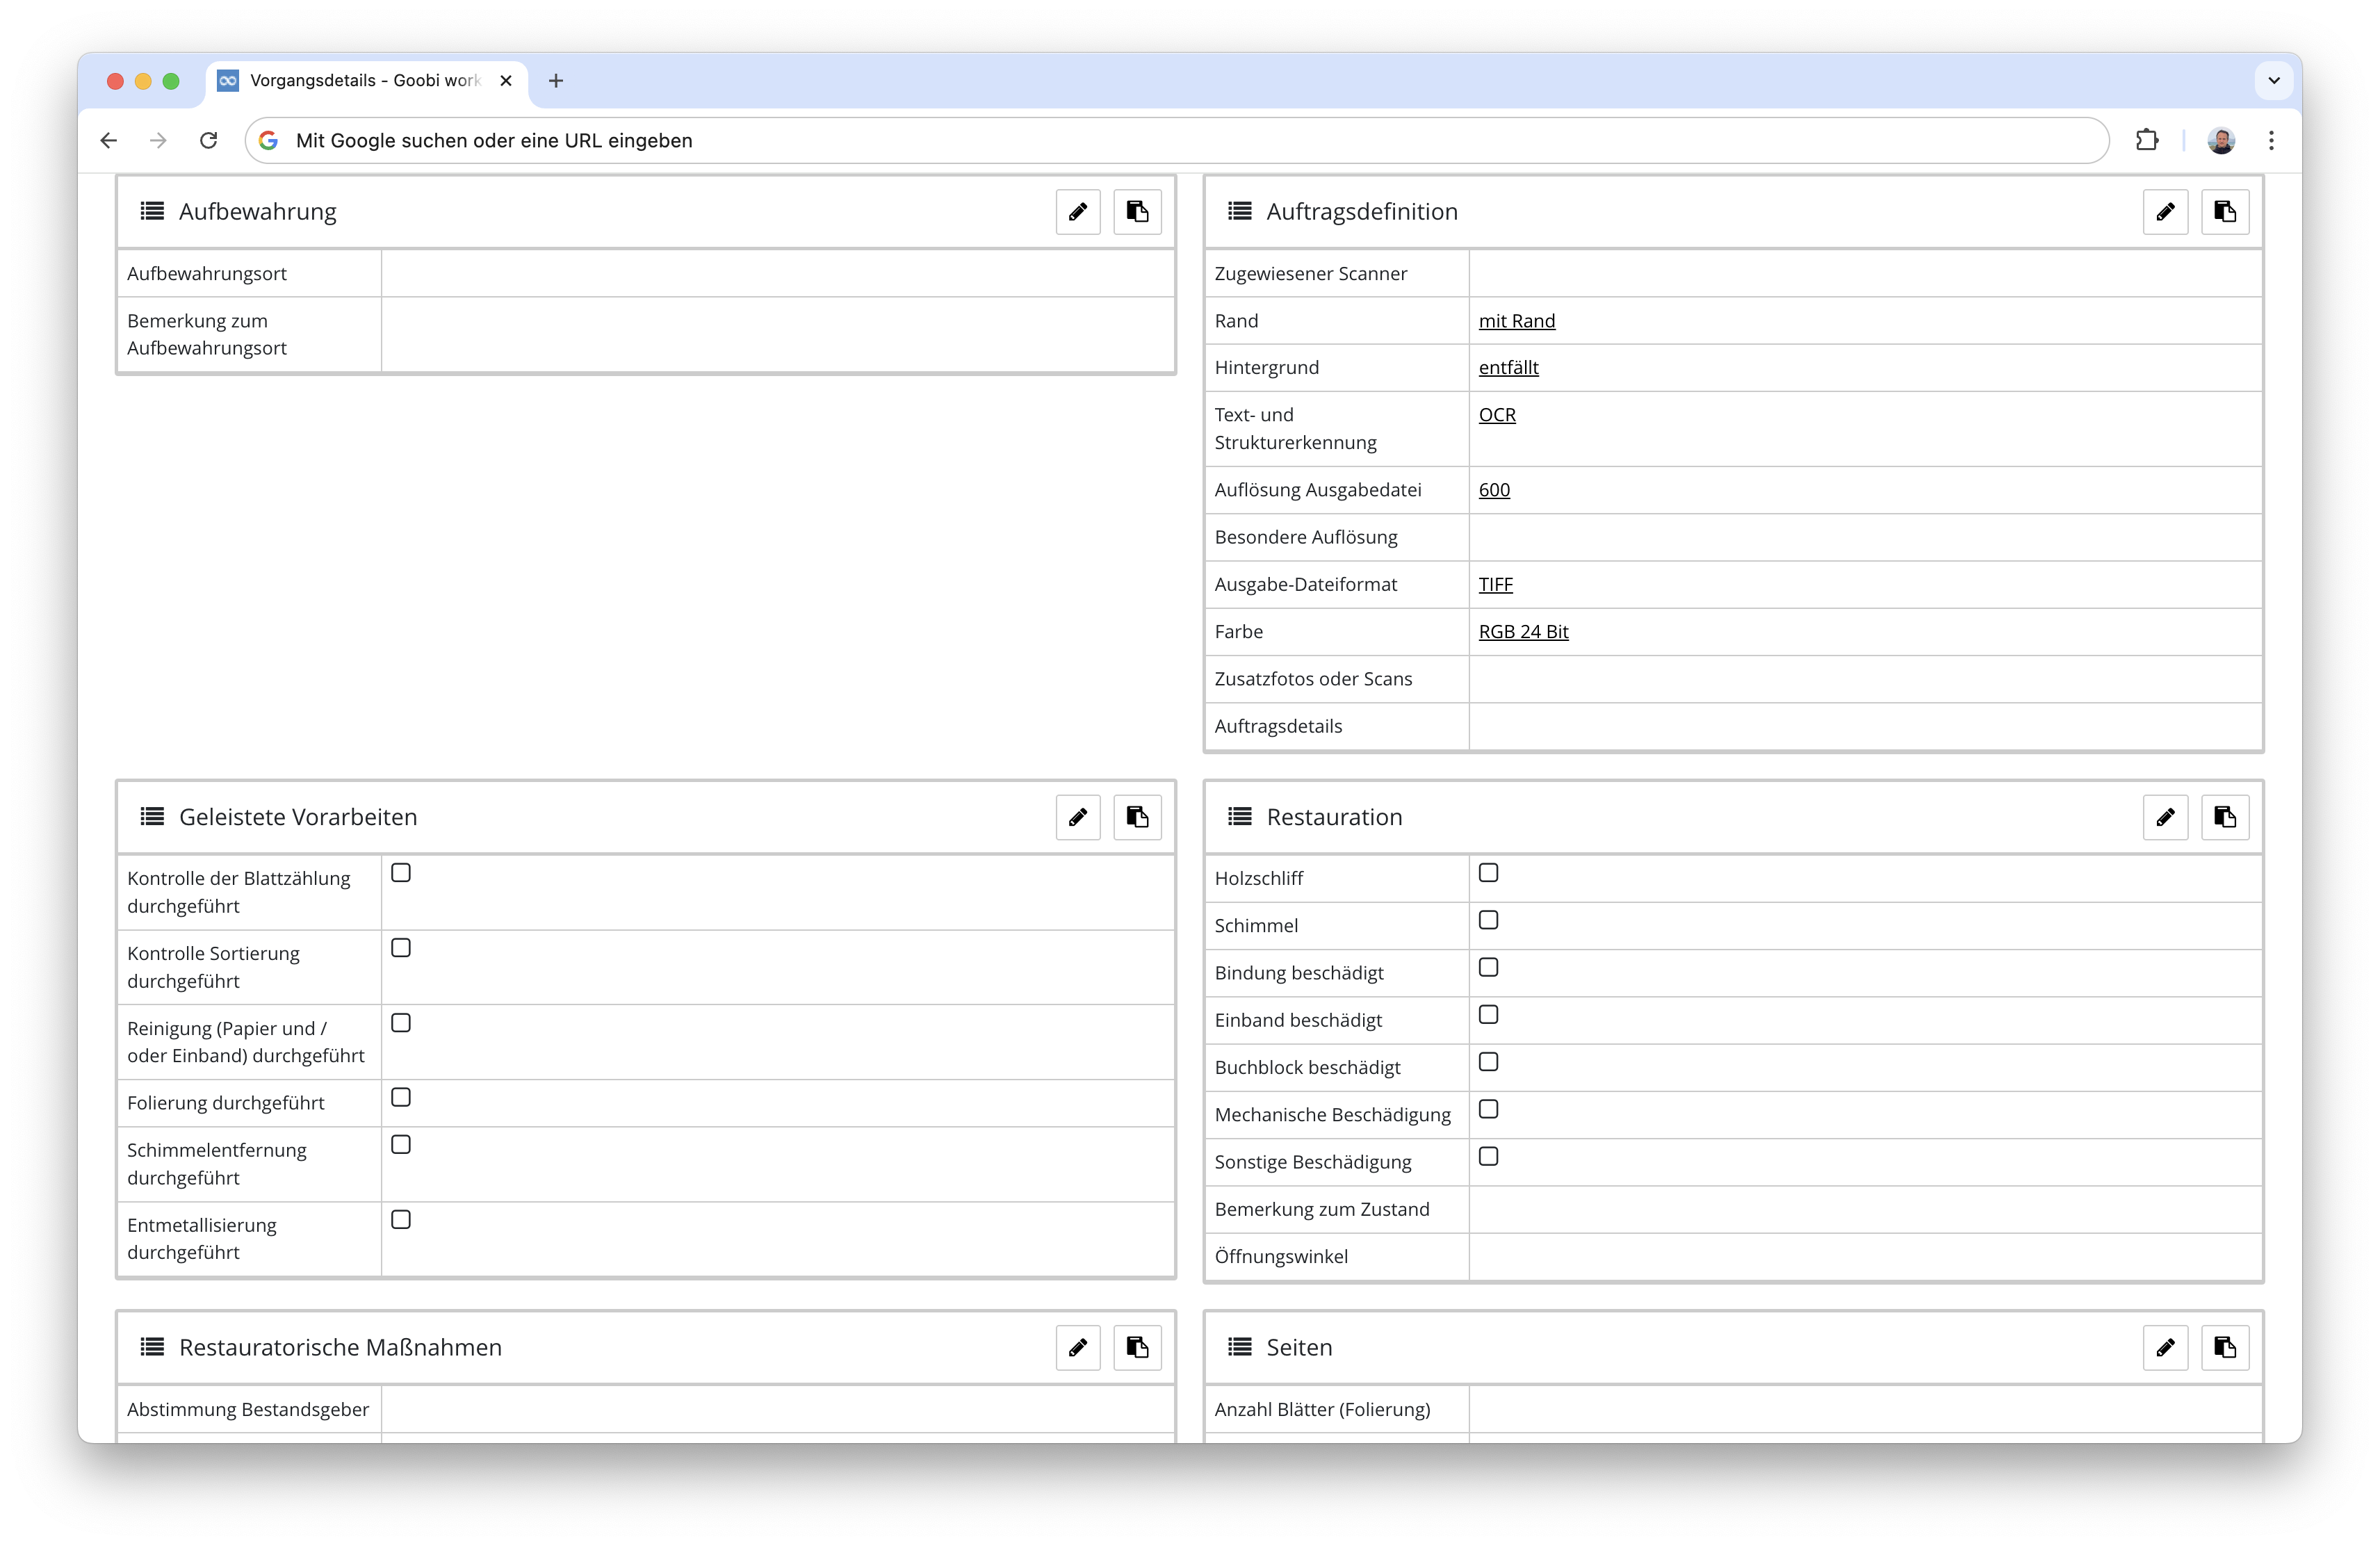 Vorgangsdetails - Goobi work
Mit Google suchen oder eine URL eingeben
Aufbewahrung
Aufbewahrungsort
Bemerkung zum
Aufbewahrungsort
Auftragsdefinition
Zugewiesener Scanner
Rand mit Rand
Hintergrund entfällt
Text- und OCR
Strukturerkennung
Auflösung Ausgabedatei 600
Besondere Auflösung
Ausgabe-Dateiformat TIFF
Farbe RGB 24 Bit
Zusatzfotos oder Scans
Auftragsdetails
Geleistete Vorarbeiten
Kontrolle der Blattzählung
durchgeführt
Kontrolle Sortierung
durchgeführt
Reinigung (Papier und /
oder Einband) durchgeführt
Folierung durchgeführt
Schimmelentfernung
durchgeführt
Entmetallisierung
durchgeführt
Restauration
Holzschliff
Schimmel
Bindung beschädigt
Einband beschädigt
Buchblock beschädigt
Mechanische Beschädigung
Sonstige Beschädigung
Bemerkung zum Zustand
Öffnungswinkel
Restauratorische Maßnahmen
Abstimmung Bestandsgeber
Seiten
Anzahl Blätter (Folierung)